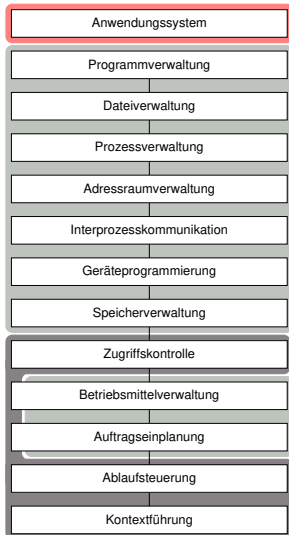 Anwendungssystem
Programmverwaltung
Dateiverwaltung
Prozessverwaltung
Adressraumverwaltung
Interprozesskommunikation
Geräteprogrammierung
Speicherverwaltung
Zugriffskontrolle
Betriebsmittelverwaltung
Auftragseinplanung
Ablaufsteuerung
Kontextführung